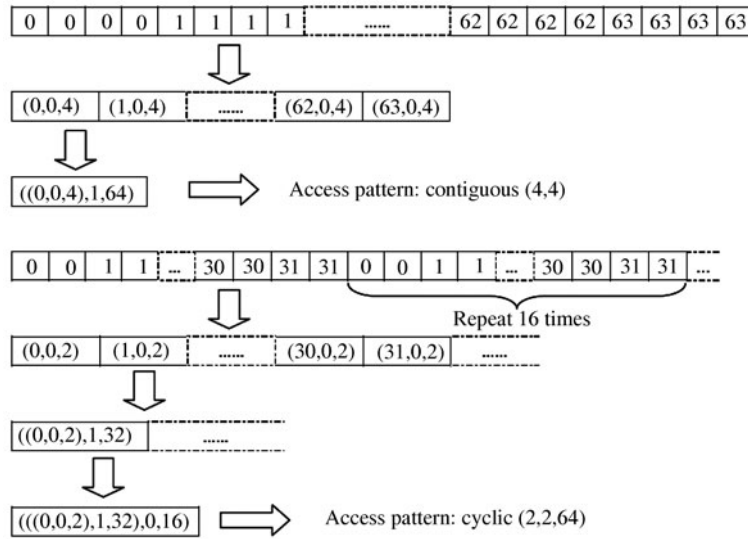 0 0 0 0 1 1 1 1 ...... 62 62 62 62 63 63 63 63
(0,0,4) (1,0,4) ...... (62,0,4) (63,0,4)
((0,0,4),1,64) Access pattern: contiguous (4,4)
0 0 1 1 ... 30 30 31 31 0 0 1 1 ... 30 30 31 31 ...
Repeat 16 times
(0,0,2) (1,0,2) ...... (30,0,2) (31,0,2) ......
((0,0,2),1,32) ......
(((0,0,2),1,32),0,16) Access pattern: cyclic (2,2,64)